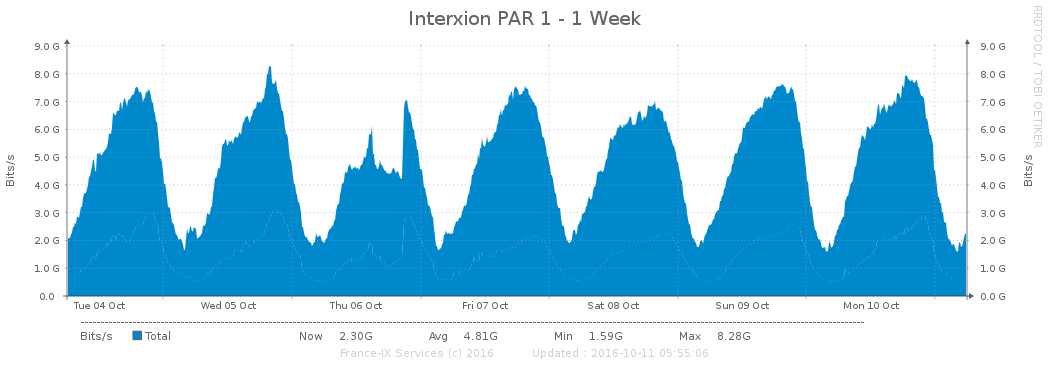 Interxion PAR 1 - 1 Week
RRDTOOL / TOBI OETIKER
Bits/s
9.0 G
8.0 G
7.0 G
6.0 G
5.0 G
4.0 G
3.0 G
2.0 G
1.0 G
0.0
9.0 G
8.0 G
7.0 G
6.0 G
5.0 G
4.0 G
3.0 G
2.0 G
1.0 G
0.0 G
Bits/s
Tue 04 Oct Wed 05 Oct Thu 06 Oct Fri 07 Oct Sat 08 Oct Sun 09 Oct Mon 10 Oct
Bits/s Total Now 2.30G Avg 4.81G Min 1.59G Max 8.28G
France-IX Services (c) 2016 Updated : 2016-10-11 05:55:06